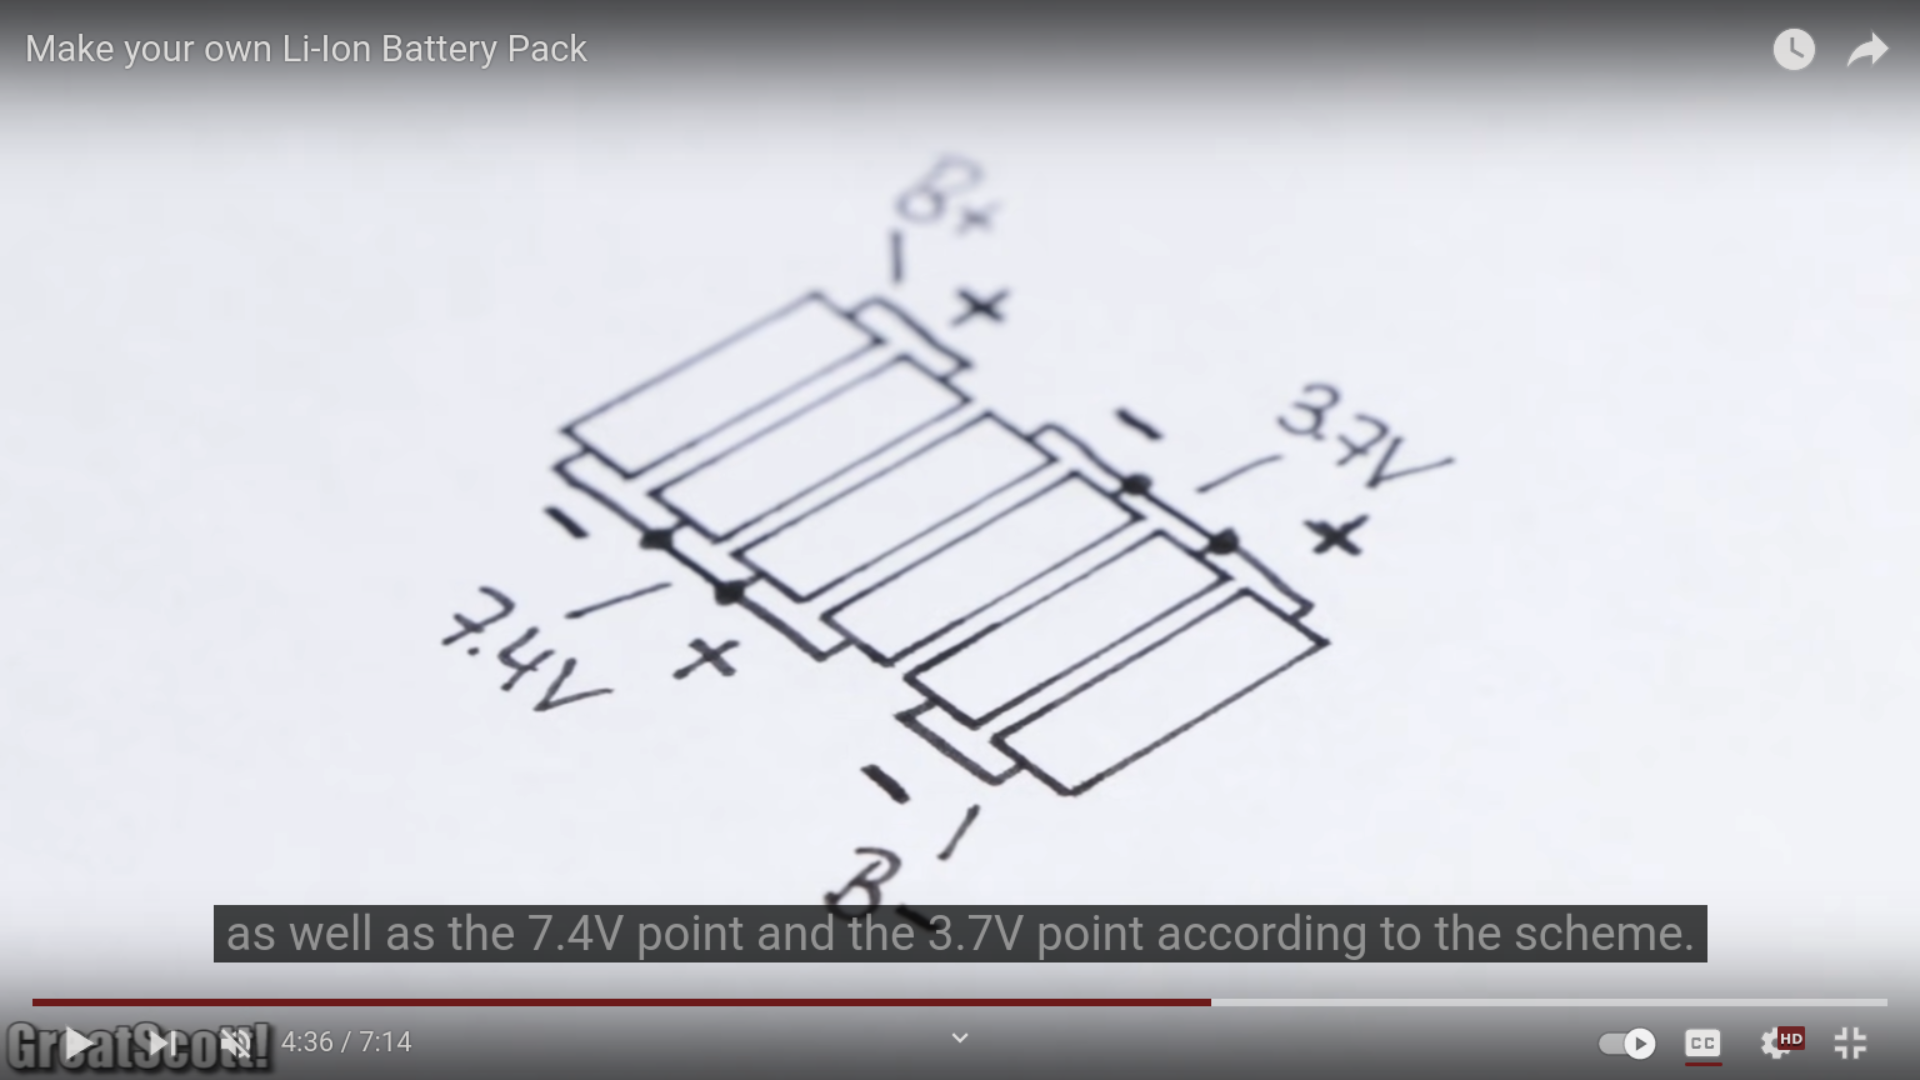 Make your own Li-Ion Battery Pack
B+
+
-
3.7V
+
-
7.4V
+
-
B-
as well as the 7.4V point and the 3.7V point according to the scheme.
GreatScott!
4:36 / 7:14
CC
HD